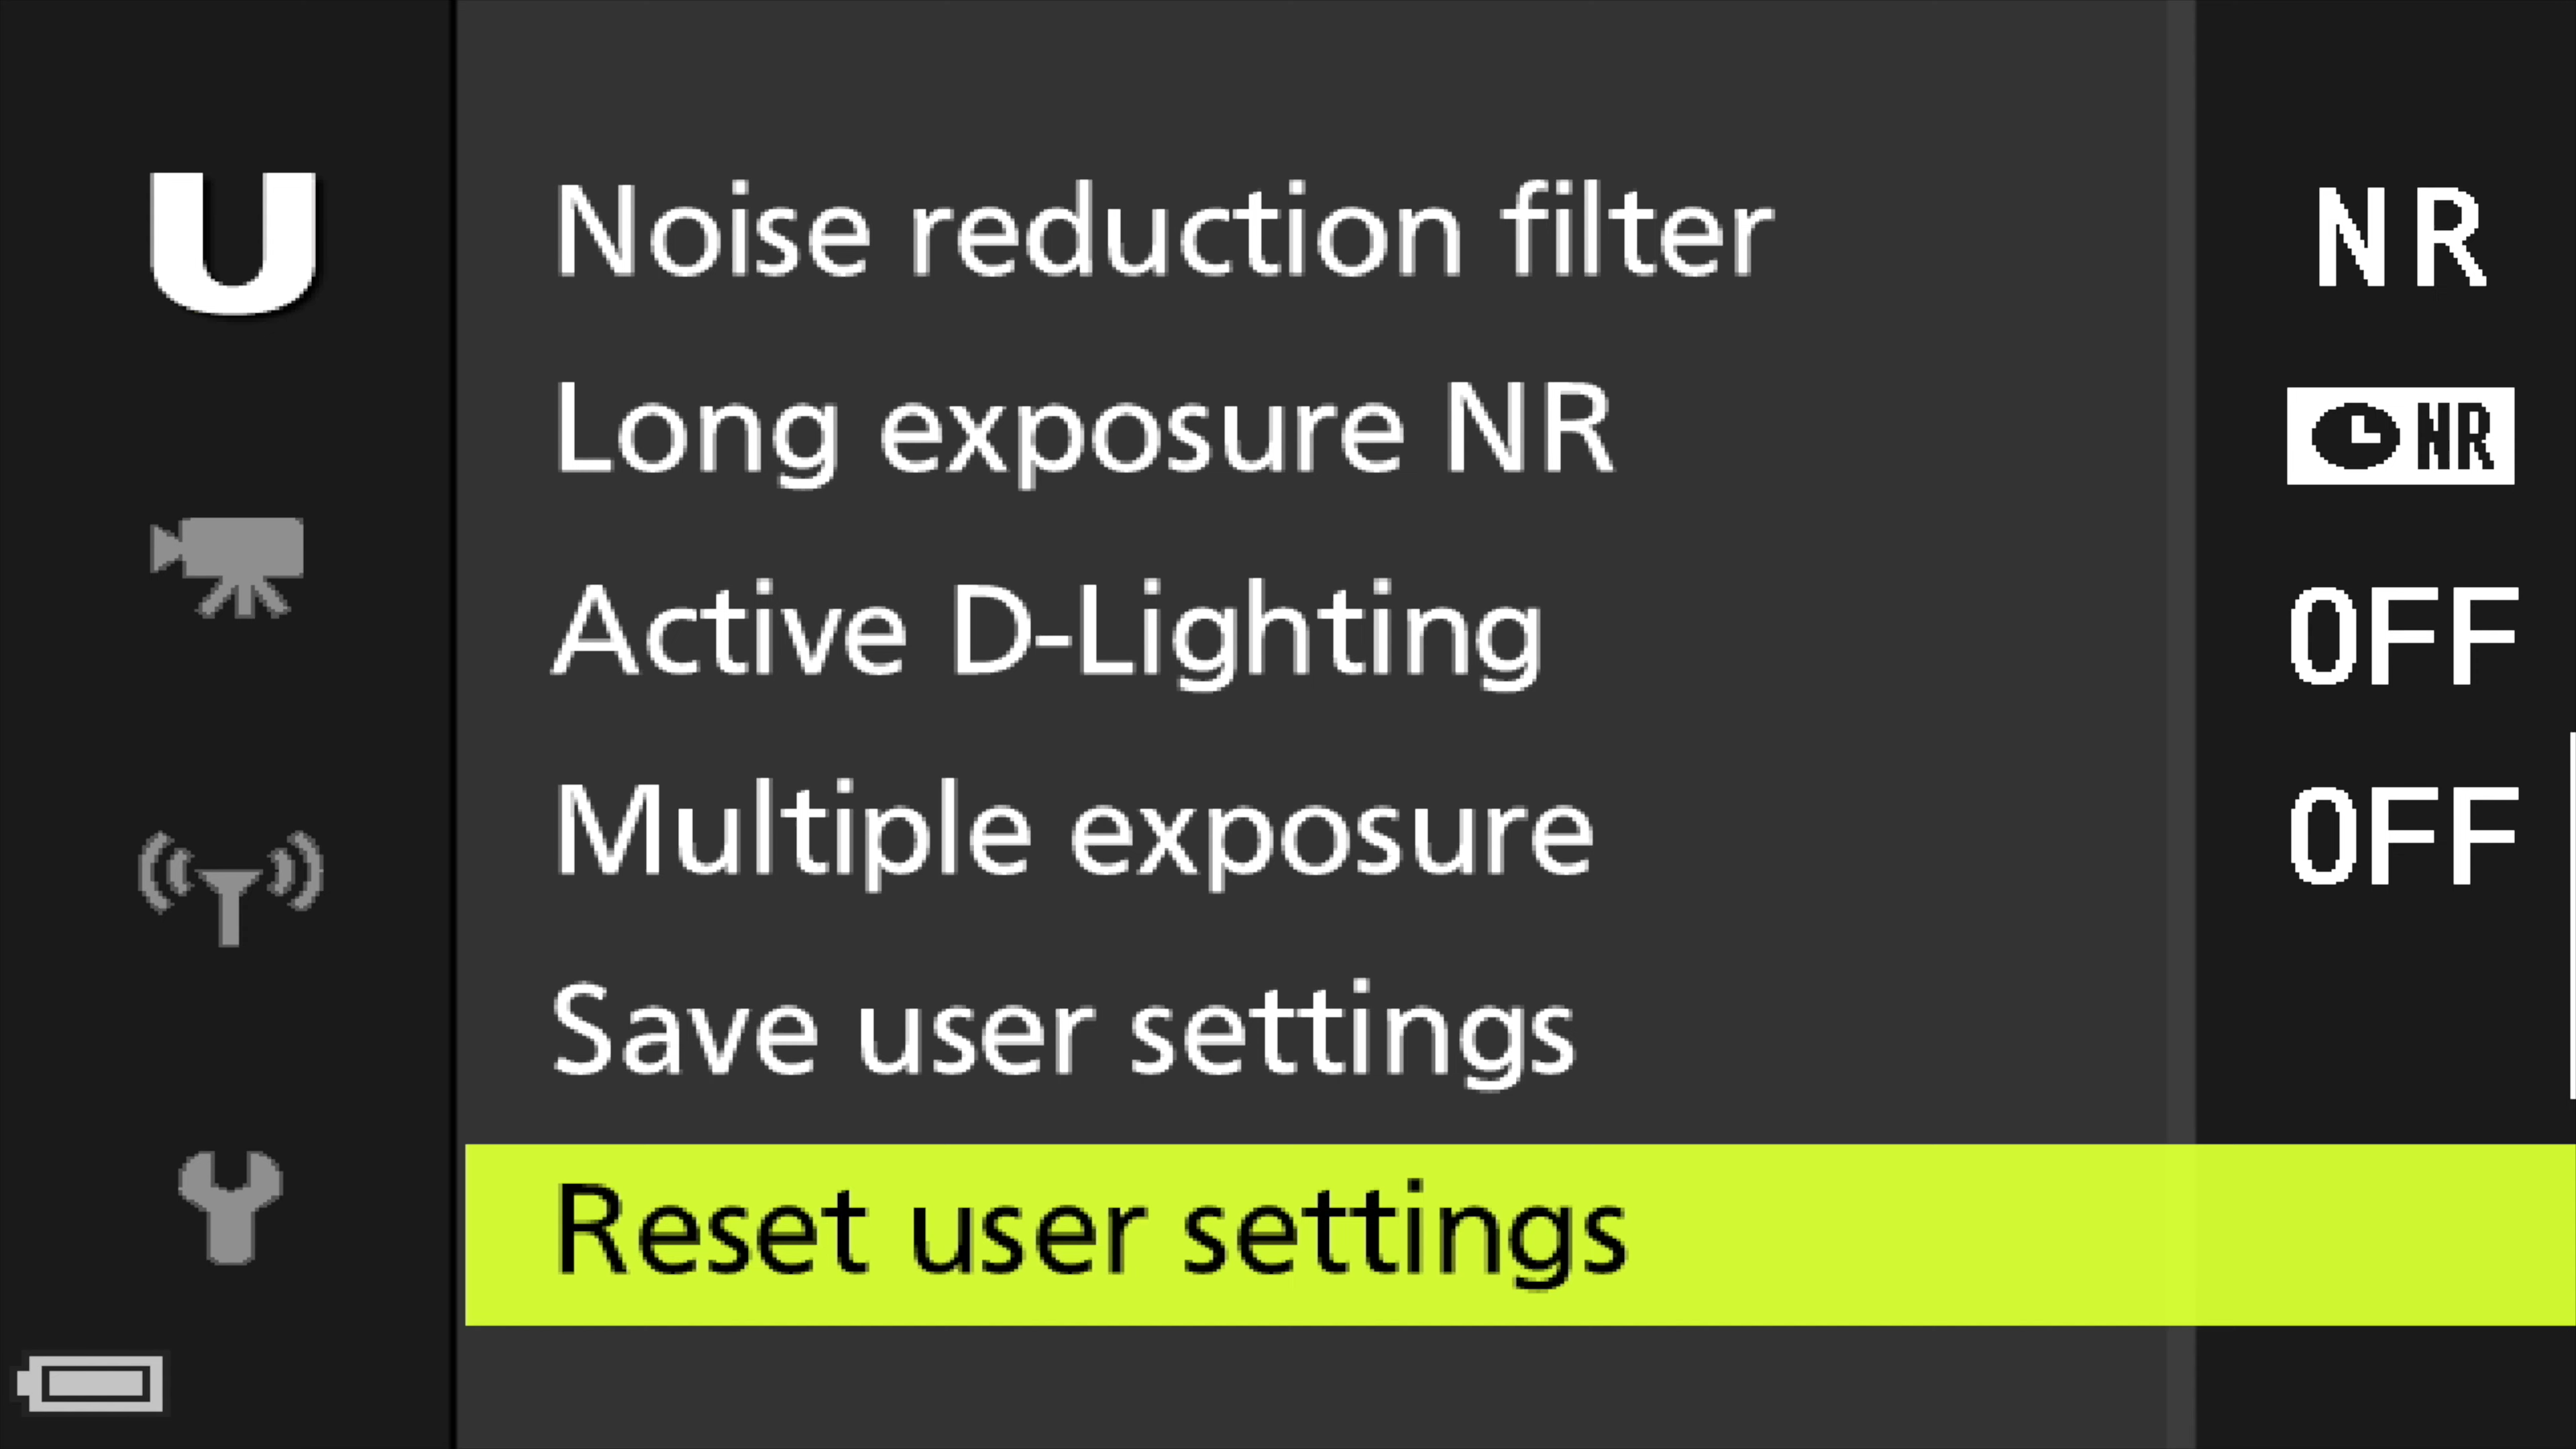 U
Noise reduction filter NR
Long exposure NR NR
Active D-Lighting OFF
Multiple exposure OFF
Save user settings
Reset user settings